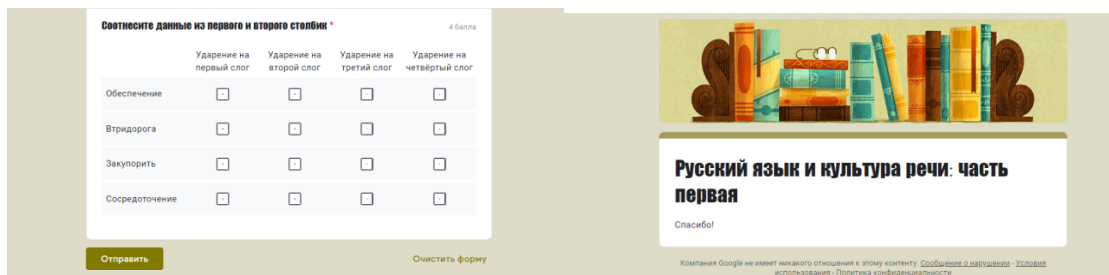 Соотнесите данные из первого и второго столбик *
4 балла
Ударение на первый слог
Ударение на второй слог
Ударение на третий слог
Ударение на четвёртый слог
Обеспечение
Втридорога
Закупорить
Сосредоточение
Отправить
Очистить форму
Русский язык и культура речи: часть
первая
Спасибо!
Компания Google не имеет никакого отношения к этому контенту. Сообщение о нарушении - Условия
использования - Политика конфиденциальности